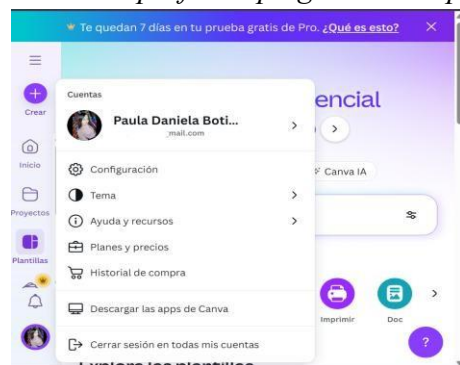 Te quedan 7 días en tu prueba gratis de Pro. ¿Qué es esto?
Crear
Inicio
Proyectos
Plantillas
Cuentas
Paula Daniela Boti...
mail.com
Configuración
Tema
Ayuda y recursos
Planes y precios
Historial de compra
Descargar las apps de Canva
Cerrar sesión en todas mis cuentas
encial
Canva IA
Imprimir
Doc
?